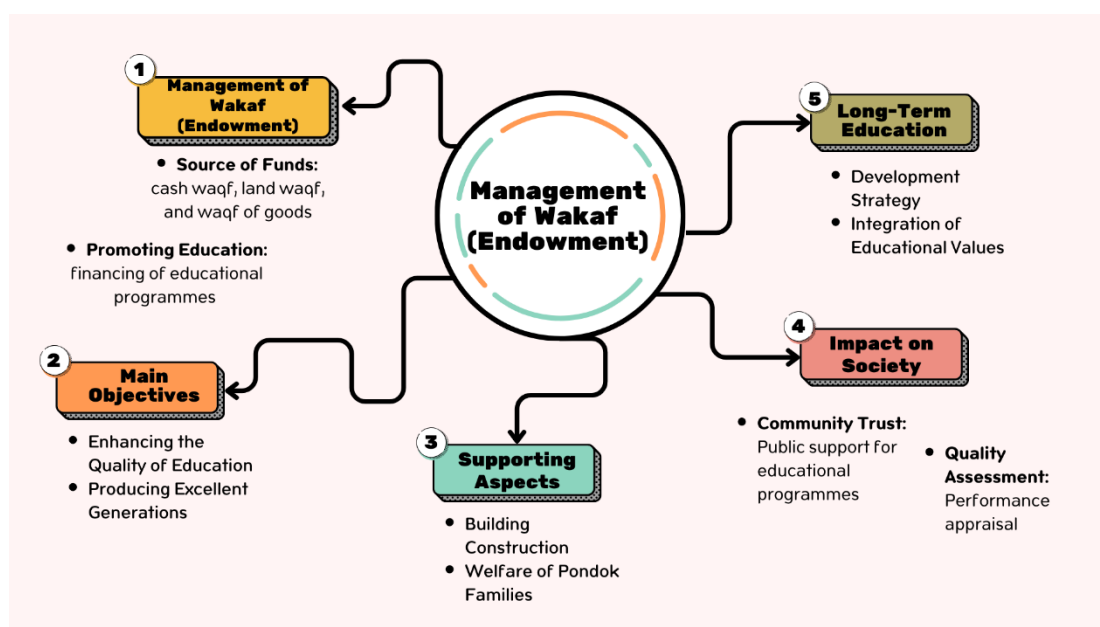 Management
of Wakaf
(Endowment)
1
Management of
Wakaf
(Endowment)
• Source of Funds:
cash waqf, land waqf,
and waqf of goods
• Promoting Education:
financing of educational
programmes
2
Main
Objectives
• Enhancing the
Quality of Education
• Producing Excellent
Generations
3
Supporting
Aspects
• Building
Construction
• Welfare of Pondok
Families
4
Impact on
Society
• Community Trust:
Public support for
educational
programmes
• Quality
Assessment:
Performance
appraisal
5
Long-Term
Education
• Development
Strategy
• Integration of
Educational Values